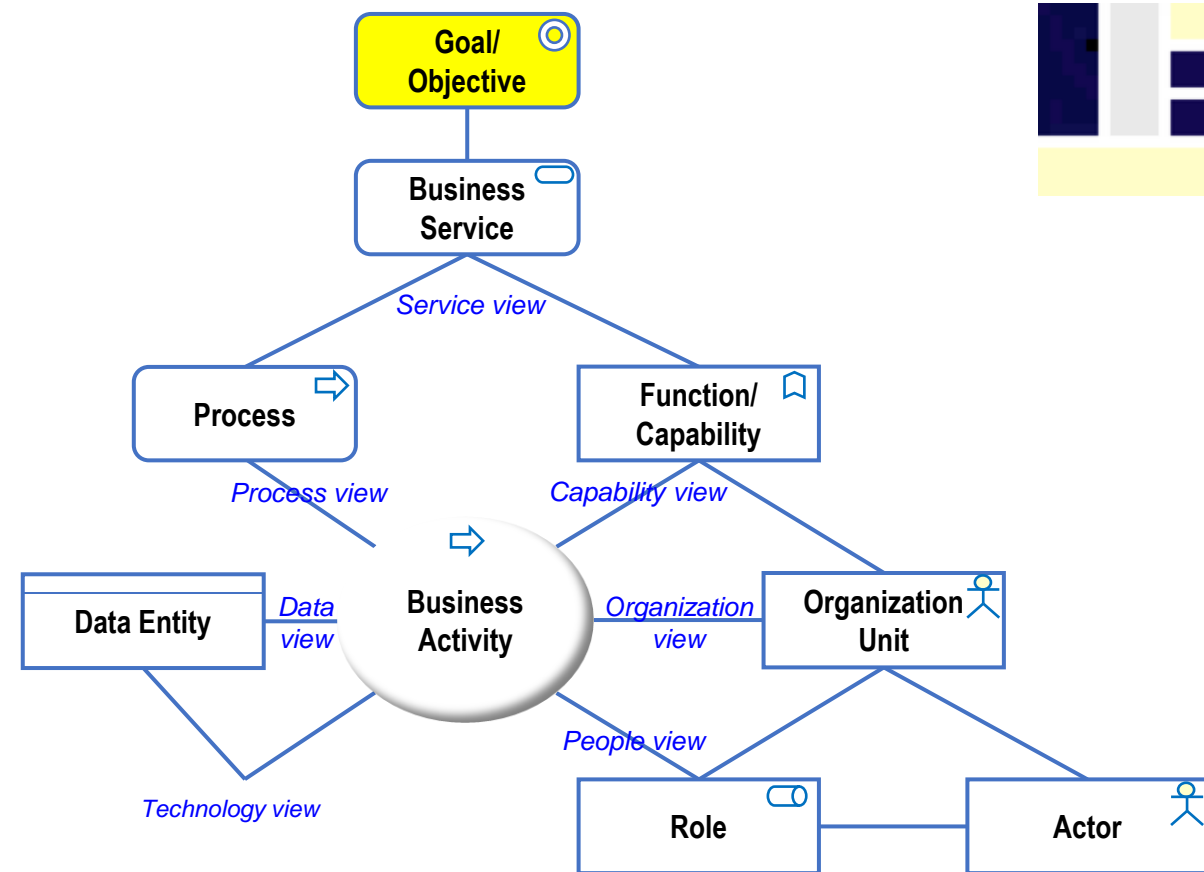 Goal/
Objective
Business
Service
Service view
Process
Function/
Capability
Process view
Capability view
Data Entity
Data
view
Business
Activity
Organization
view
Organization
Unit
People view
Technology view
Role
Actor